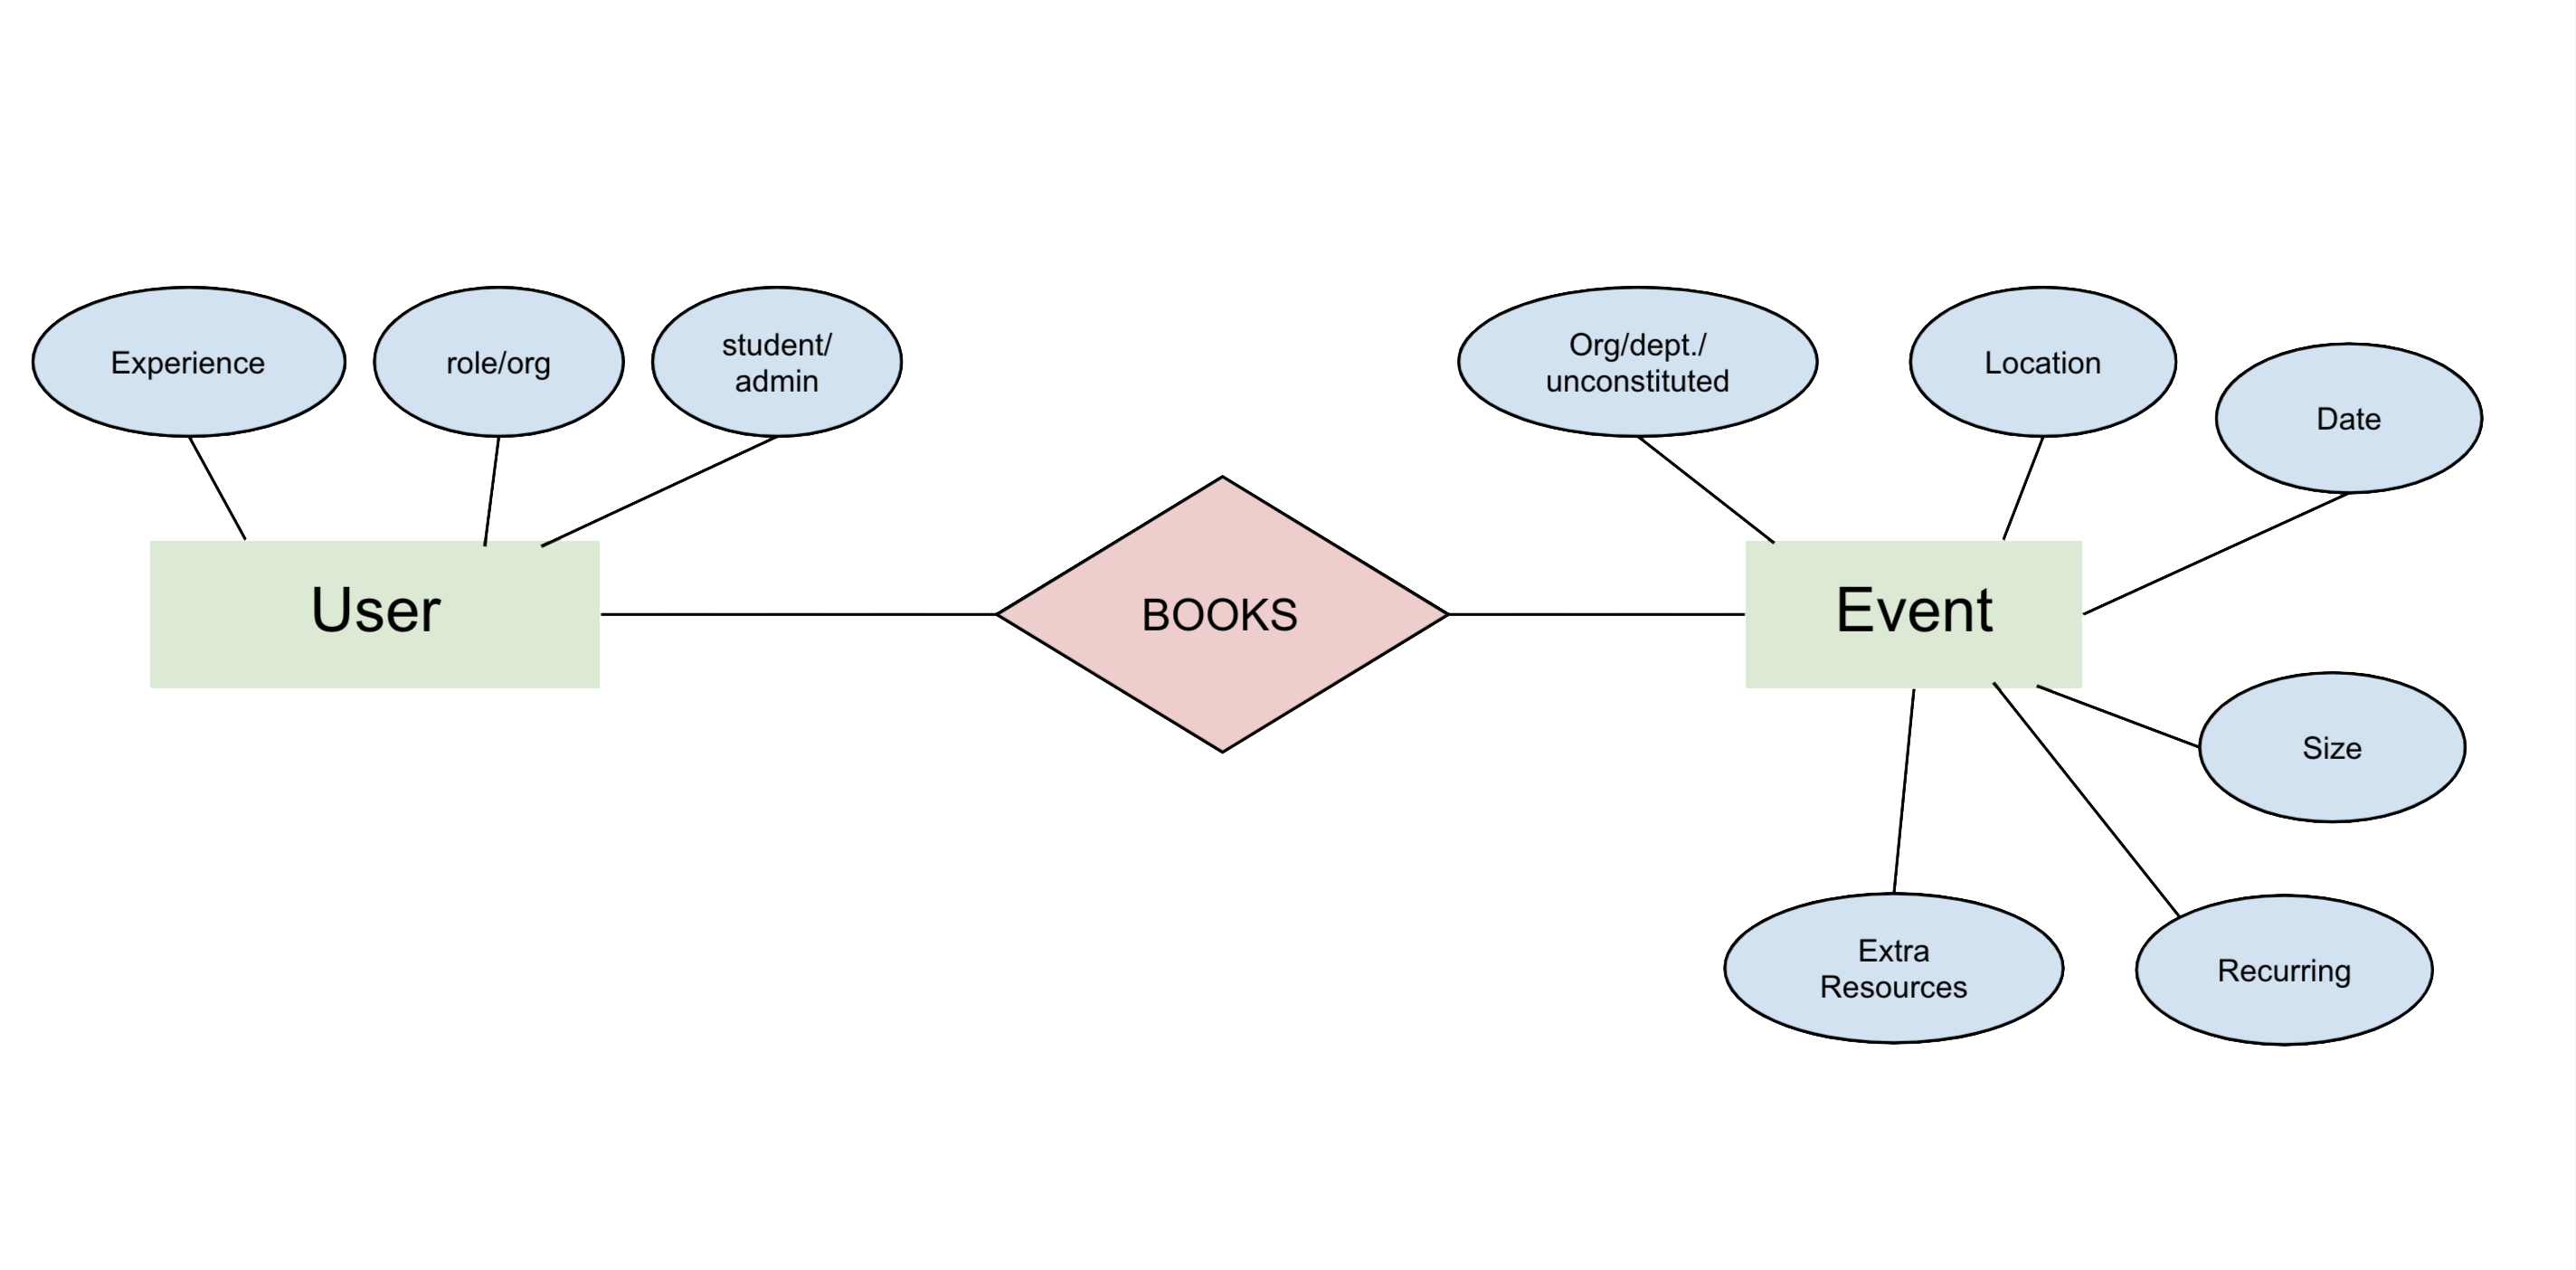 Experience
role/org
student/
admin
Org/dept./
unconstituted
Location
Date
User
BOOKS
Event
Size
Extra
Resources
Recurring